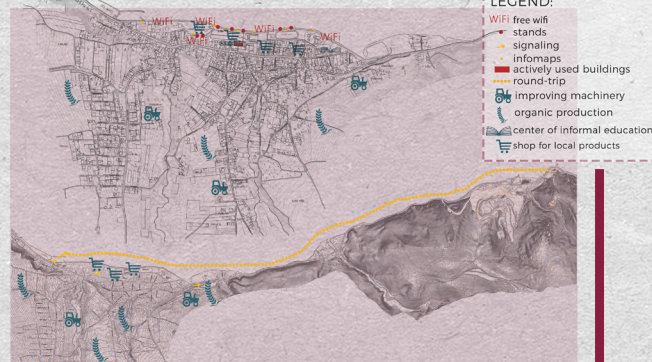 LEGEND:
WiFi free wifi
stands
signaling
infomaps
actively used buildings
round-trip
improving machinery
organic production
center of informal education
shop for local products
WiFi
WiFi
WiFi
WiFi
WiFi